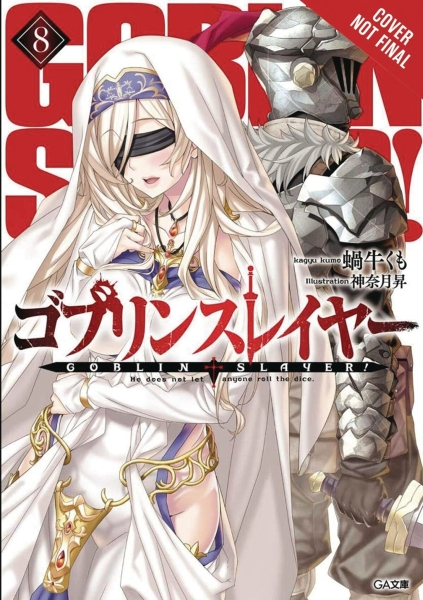 GOBLIN
COVER
NOT FINAL
8
SLAYER!
kagyu kumo 蝸牛くも
Illustration 神奈月昇
ゴブリンスレイヤー
GOBLIN SLAYER!
He does not let anyone roll the dice.
GA文庫